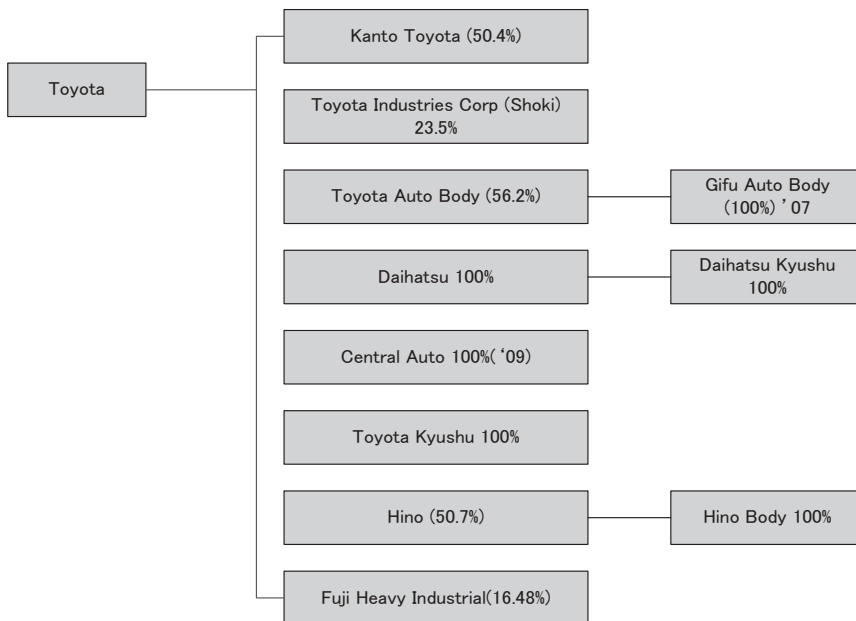 Kanto Toyota (50.4%)
Toyota
Toyota Industries Corp (Shoki)
23.5%
Toyota Auto Body (56.2%)
Gifu Auto Body
(100%) ’07
Daihatsu 100%
Daihatsu Kyushu
100%
Central Auto 100%(‘09)
Toyota Kyushu 100%
Hino (50.7%)
Hino Body 100%
Fuji Heavy Industrial(16.48%)